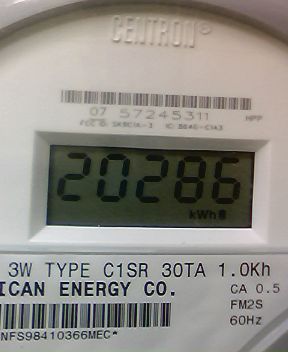 CENTRON®
07 57245311 HPP
20286
kWh
3W TYPE C1SR 30TA 1.0Kh
ICAN ENERGY CO. CA 0.5
FM2S
NFS98410366MEC* 60Hz